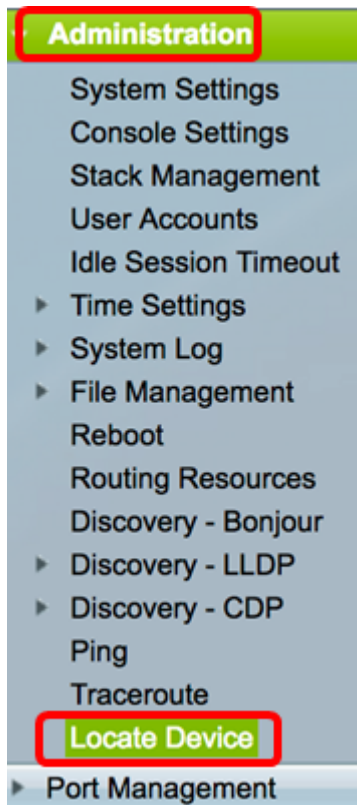 Administration
System Settings
Console Settings
Stack Management
User Accounts
Idle Session Timeout
Time Settings
System Log
File Management
Reboot
Routing Resources
Discovery - Bonjour
Discovery - LLDP
Discovery - CDP
Ping
Traceroute
Locate Device
Port Management